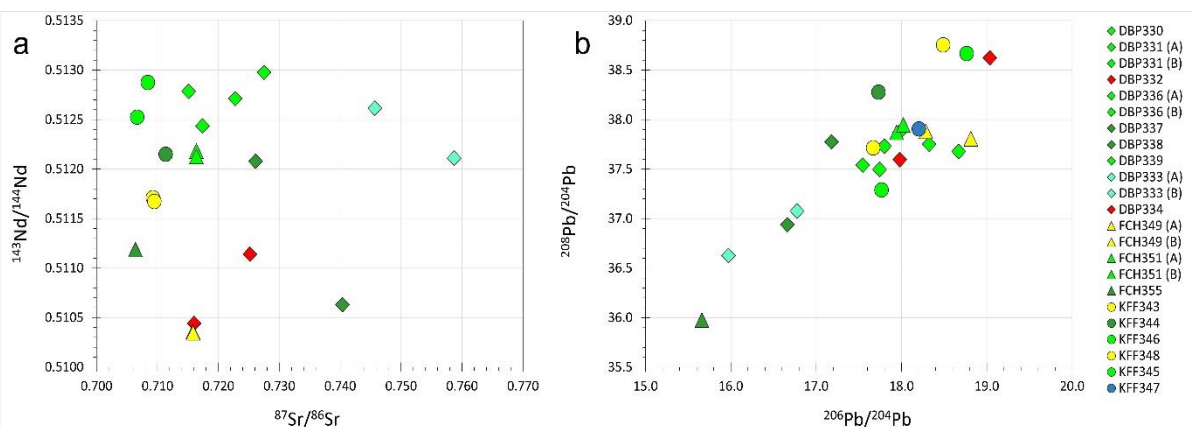 a
0.5135
0.5130
0.5125
0.5120
0.5115
0.5110
0.5105
0.5100
143Nd/144Nd
0.700 0.710 0.720 0.730 0.740 0.750 0.760 0.770
87Sr/86Sr
b
39.0
38.5
38.0
37.5
37.0
36.5
36.0
35.5
208Pb/204Pb
15.0 16.0 17.0 18.0 19.0 20.0
206Pb/204Pb
DBP330
DBP331 (A)
DBP331 (B)
DBP332
DBP336 (A)
DBP336 (B)
DBP337
DBP338
DBP339
DBP333 (A)
DBP333 (B)
DBP334
FCH349 (A)
FCH349 (B)
FCH351 (A)
FCH351 (B)
FCH355
KFF343
KFF344
KFF346
KFF348
KFF345
KFF347